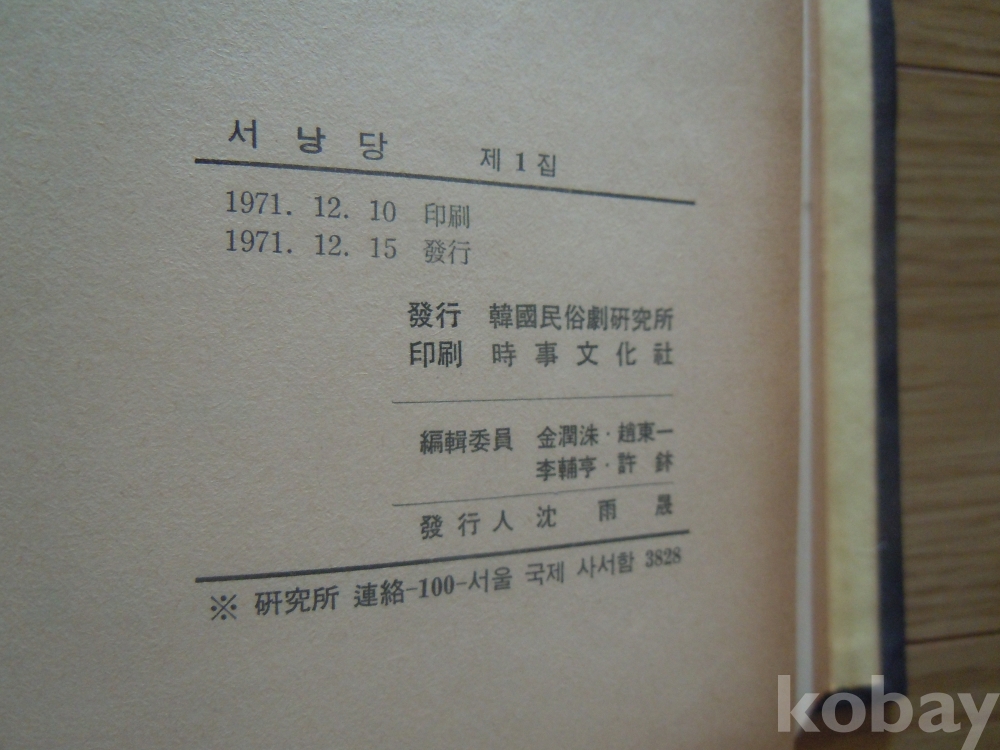 서 낭 당 제 1 집
1971. 12. 10 印刷
1971. 12. 15 發行
發行 韓國民俗劇硏究所
印刷 時事文化社
編輯委員 金潤洙·趙東一
李輔亨·許鉥
發行人 沈雨晟
※ 硏究所 連絡-100-서울 국제 사서함 3828
kobay